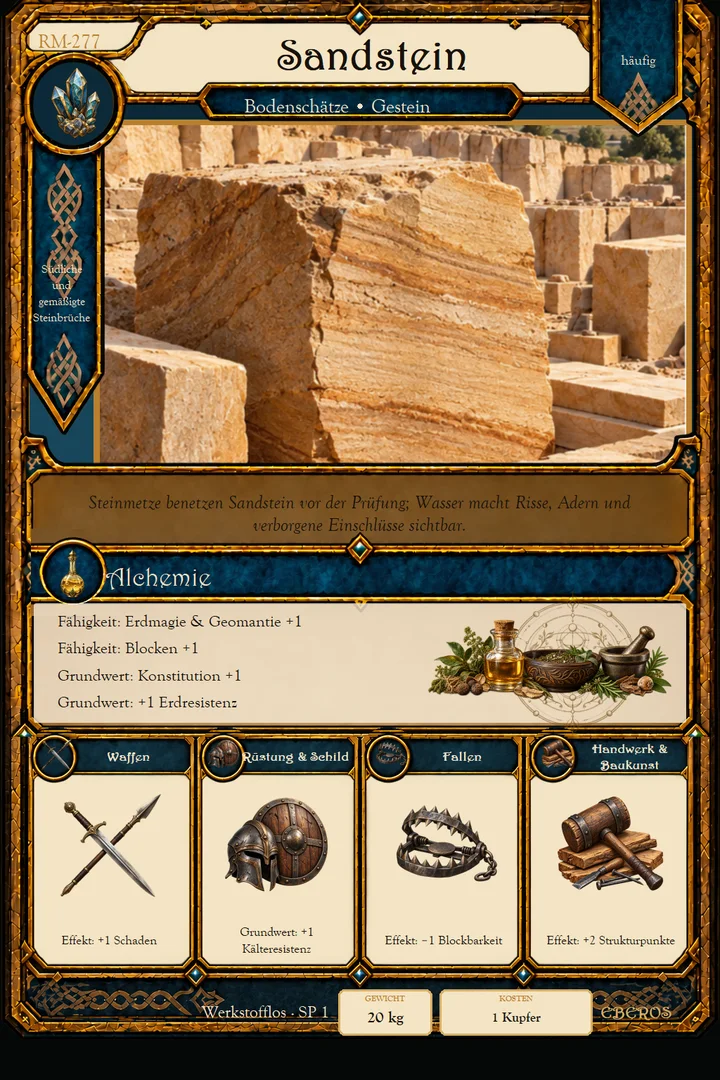 RM-277
Sandstein
häufig
Bodenschätze • Gestein
Südliche
und
gemäßigte
Steinbrüche
Steinmetze benetzen Sandstein vor der Prüfung; Wasser macht Risse, Adern und
verborgene Einschlüsse sichtbar.
Alchemie
Fähigkeit: Erdmagie & Geomantie +1
Fähigkeit: Blocken +1
Grundwert: Konstitution +1
Grundwert: +1 Erdresistenz
Waffen
Rüstung & Schild
Fallen
Handwerk &
Baukunst
Effekt: +1 Schaden
Grundwert: +1
Kälteresistenz
Effekt: −1 Blockbarkeit
Effekt: +2 Strukturpunkte
Werkstofflos · SP 1
GEWICHT
20 kg
KOSTEN
1 Kupfer
EBEROS